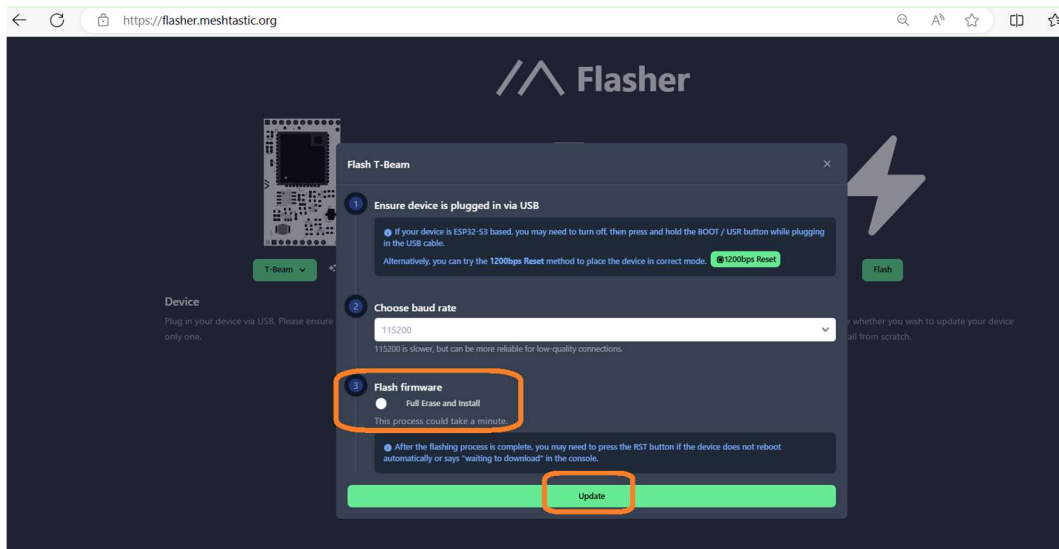 https://flasher.meshtastic.org
Flasher
Flash T-Beam
1
Ensure device is plugged in via USB
If your device is ESP32-S3 based, you may need to turn off, then press and hold the BOOT / USR button while plugging
in the USB cable.
Alternatively, you can try the 1200bps Reset method to place the device in correct mode. 1200bps Reset
T-Beam
Flash
Device
Plug in your device via USB. Please ensure
only one.
whether you wish to update your device
all from scratch.
2
Choose baud rate
115200
115200 is slower, but can be more reliable for low-quality connections.
3
Flash firmware
Full Erase and Install
This process could take a minute.
After the flashing process is complete, you may need to press the RST button if the device does not reboot
automatically or says "waiting to download" in the console.
Update